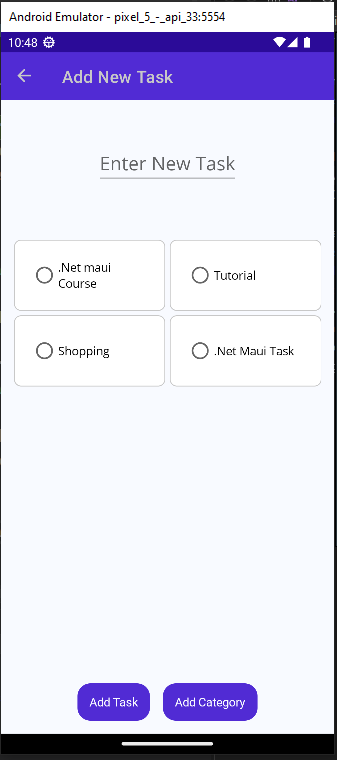 Android Emulator - pixel_5_-_api_33:5554
10:48
Add New Task
Enter New Task
.Net maui
Course
Tutorial
Shopping
.Net Maui Task
Add Task
Add Category